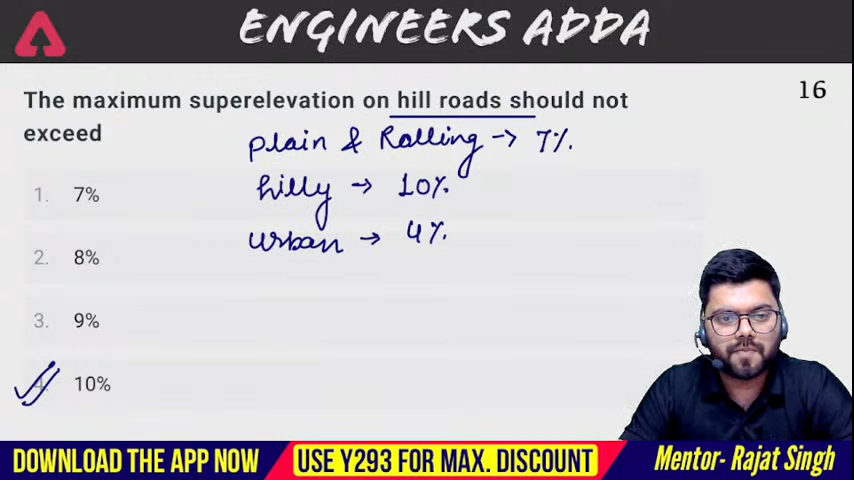 ENGINEERS ADDA
16
The maximum superelevation on hill roads should not
exceed
plain & Rolling → 7%.
hilly → 10%.
urban → 4%.
1. 7%
2. 8%
3. 9%
4. 10%
DOWNLOAD THE APP NOW
USE Y293 FOR MAX. DISCOUNT
Mentor- Rajat Singh